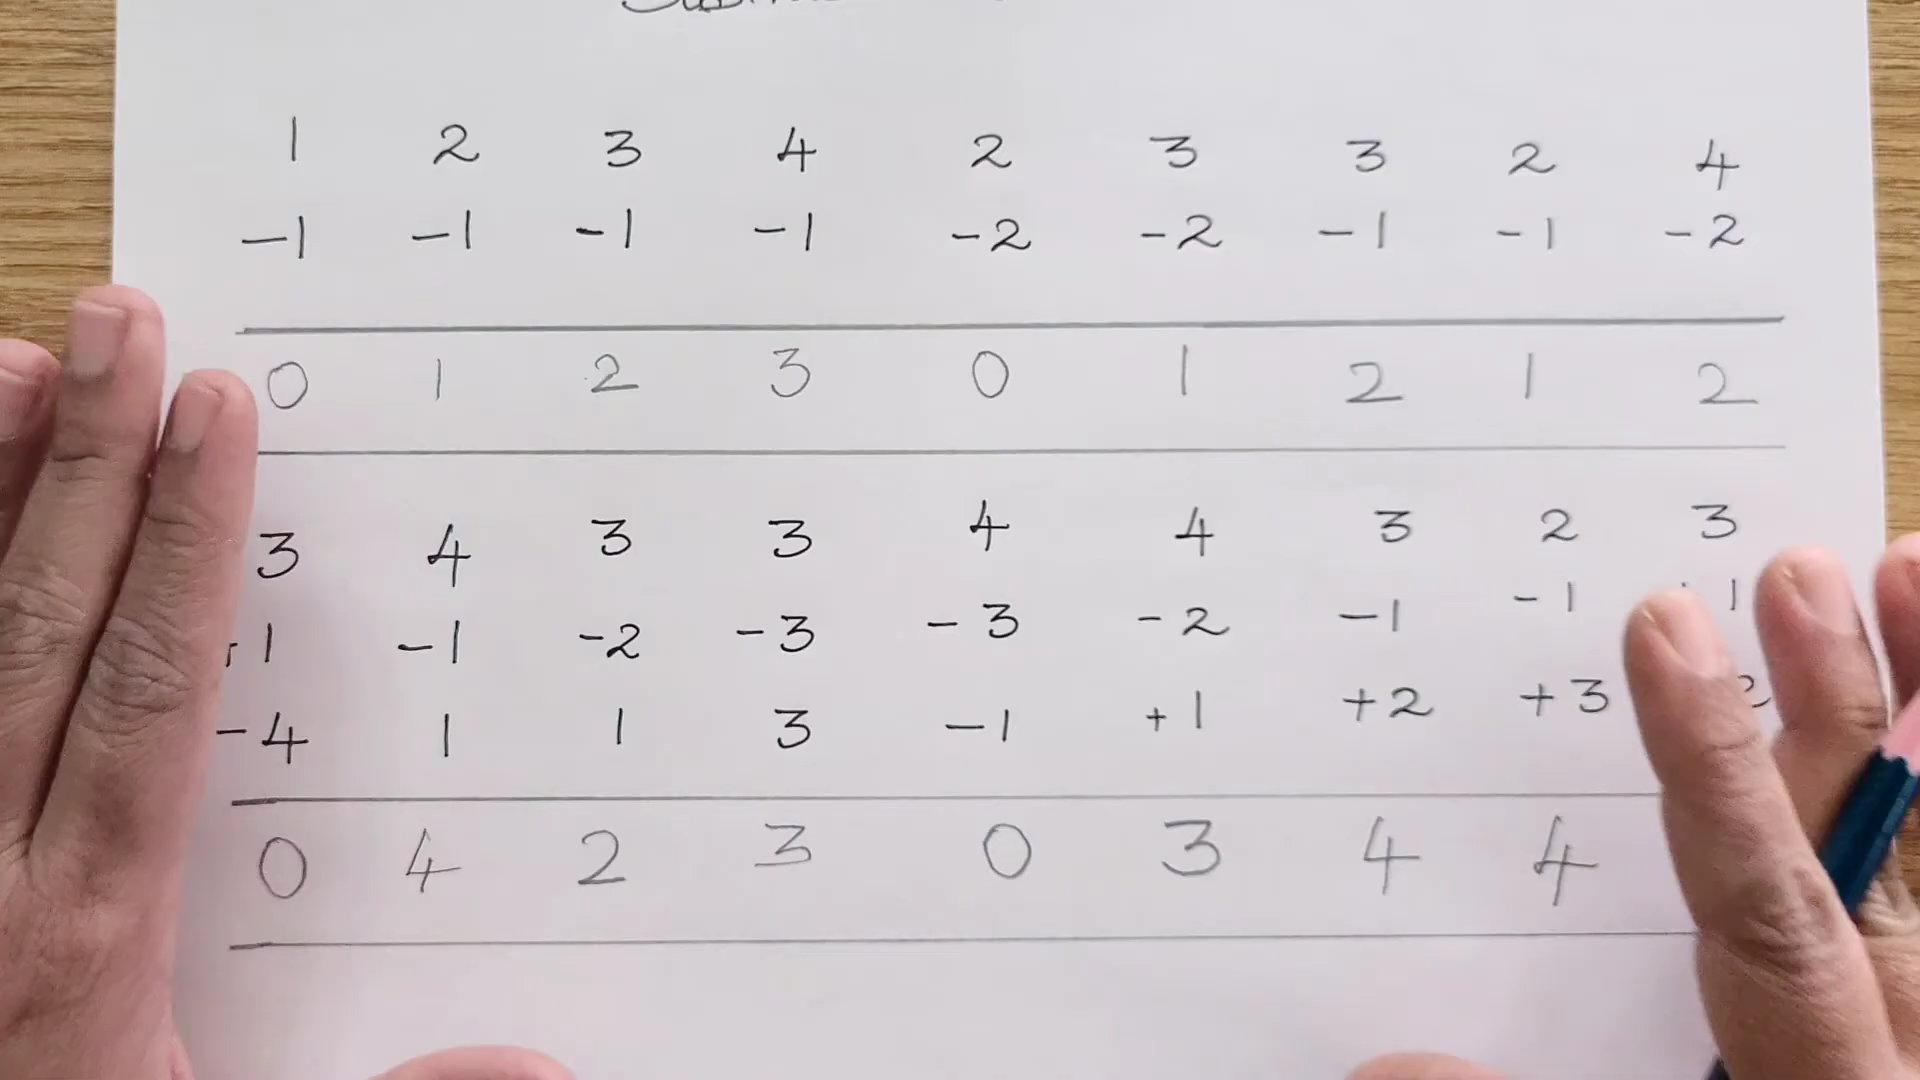 1 2 3 4 2 3 3 2 4
-1 -1 -1 -1 -2 -2 -1 -1 -2
0 1 2 3 0 1 2 1 2
3 4 3 3 4 4 3 2 3
1 -1 -2 -3 -3 -2 -1 -1 1
-4 1 1 3 -1 +1 +2 +3
0 4 2 3 0 3 4 4